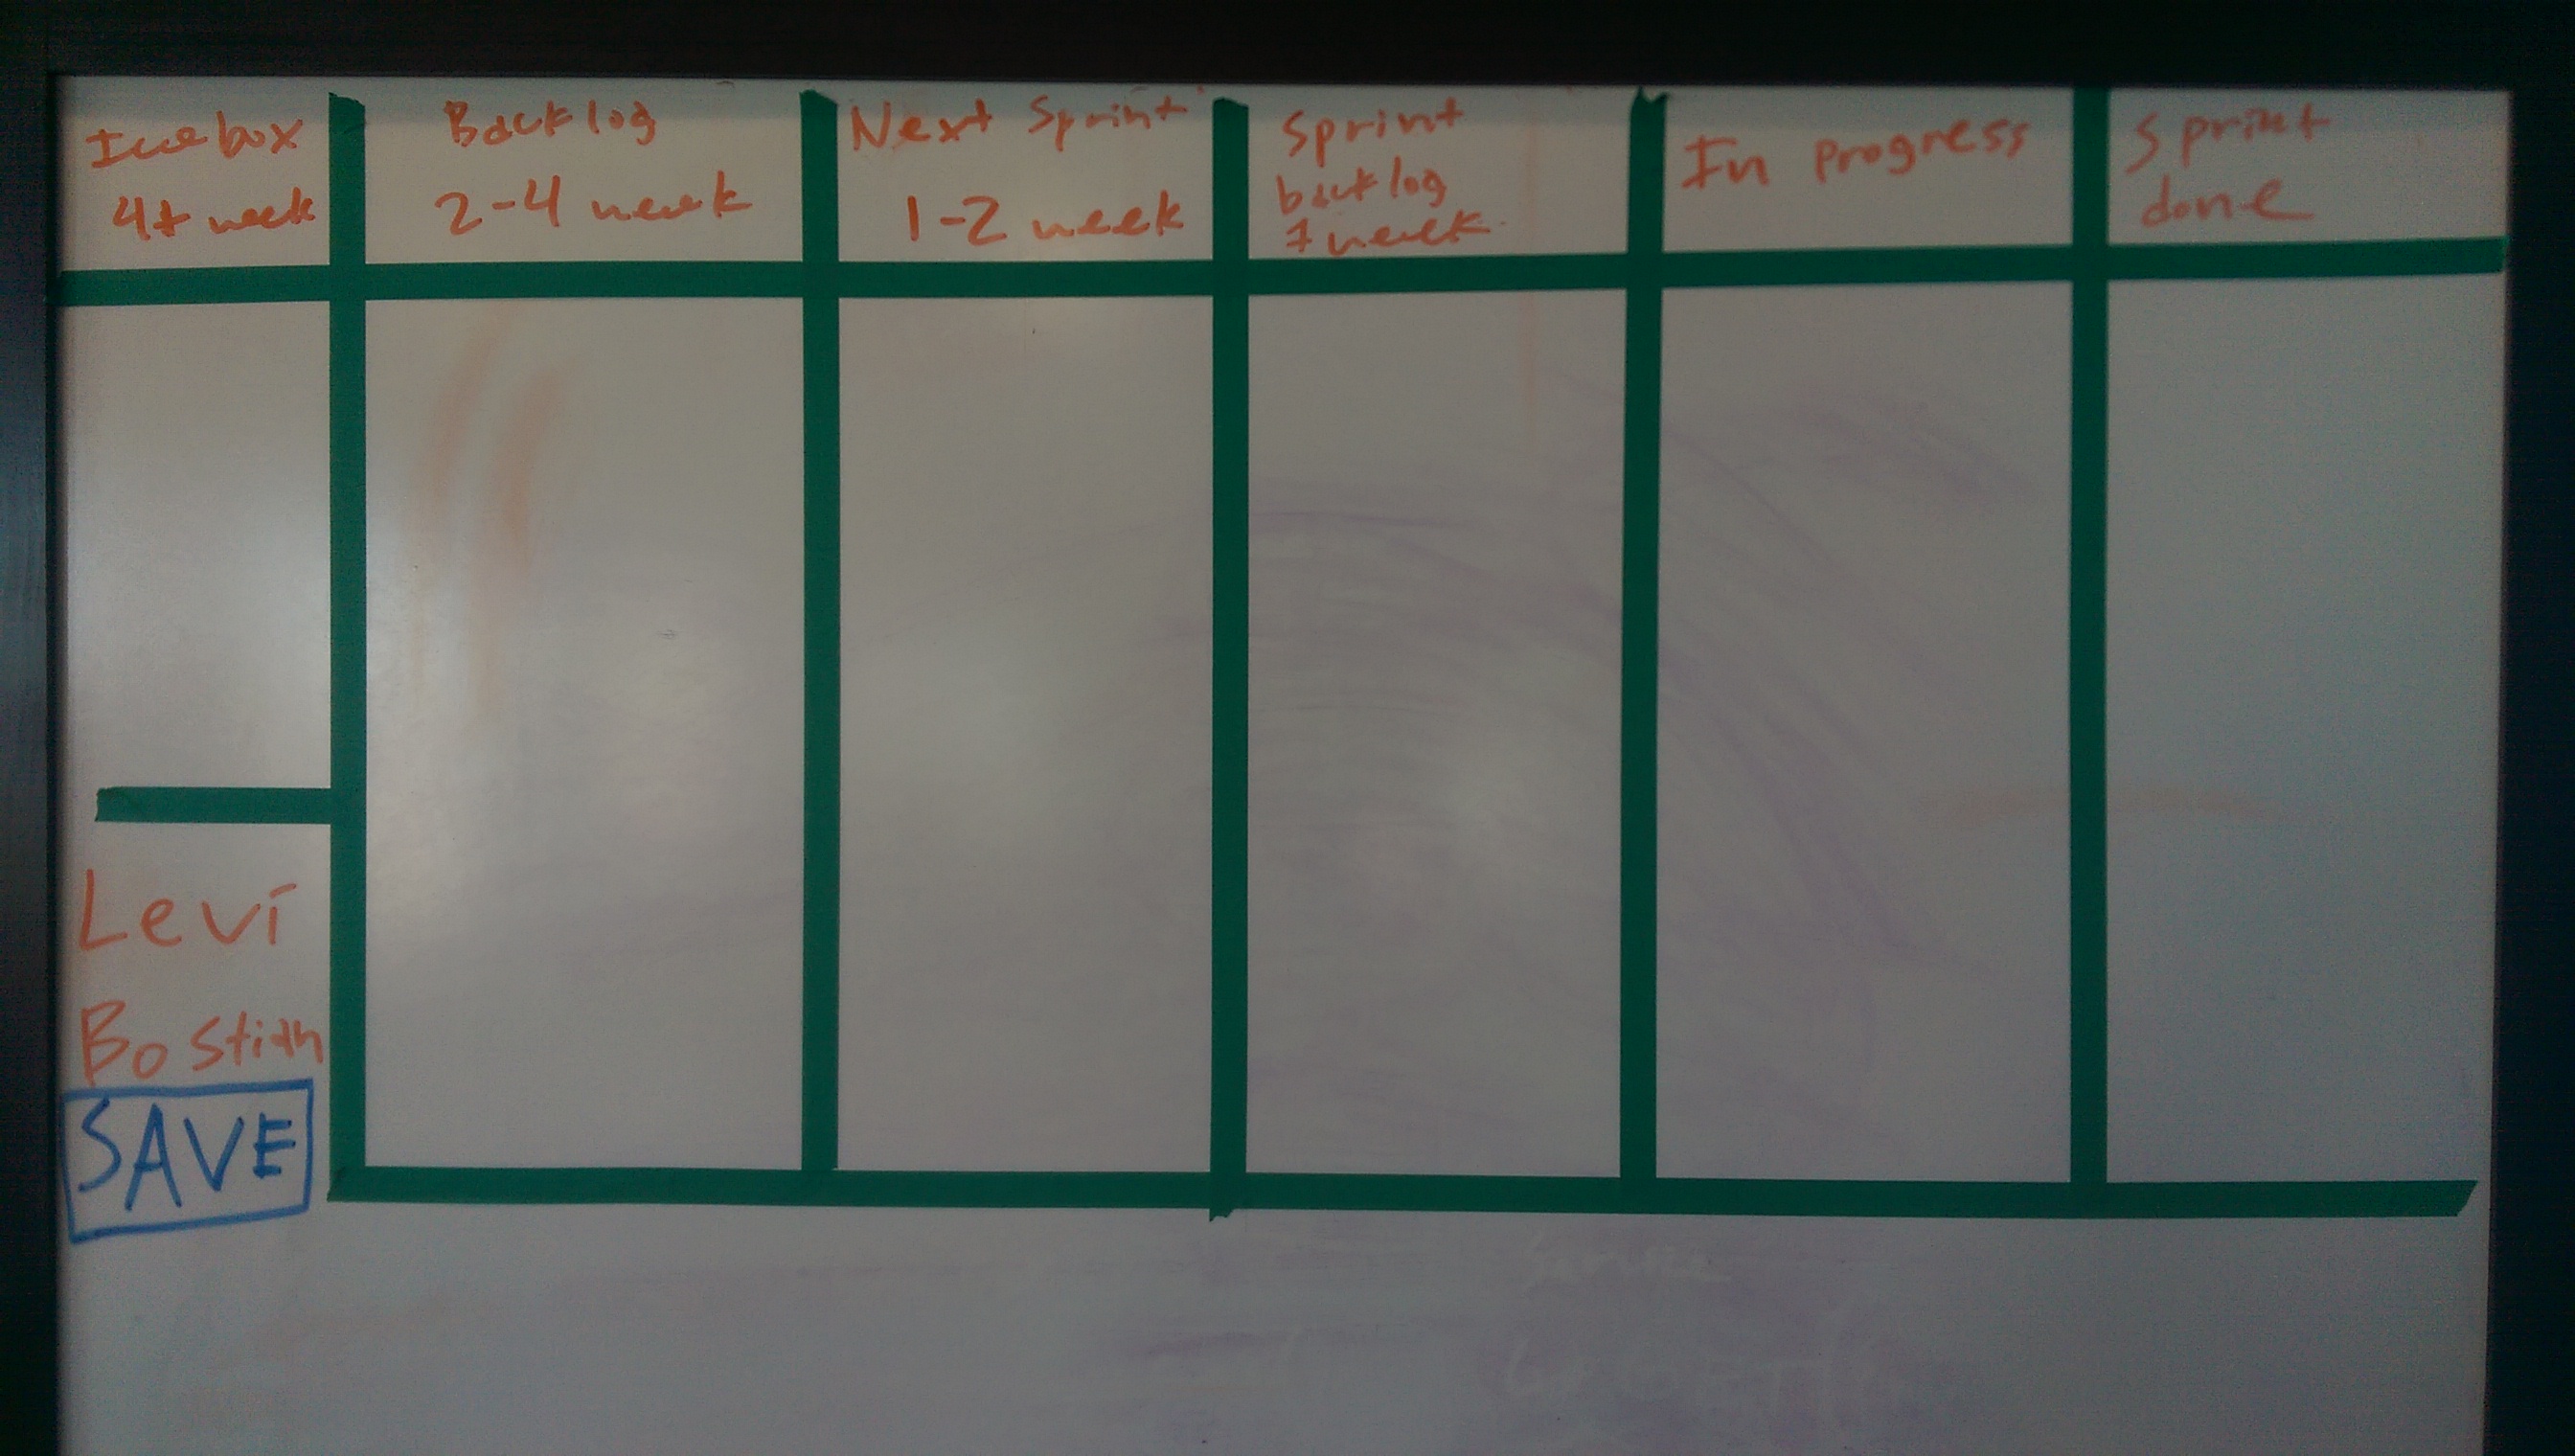 Icebox
4+ week
Backlog
2-4 week
Next Sprint
1-2 week
Sprint
backlog
1 week
In progress
Sprint
done
Levi
SAVE